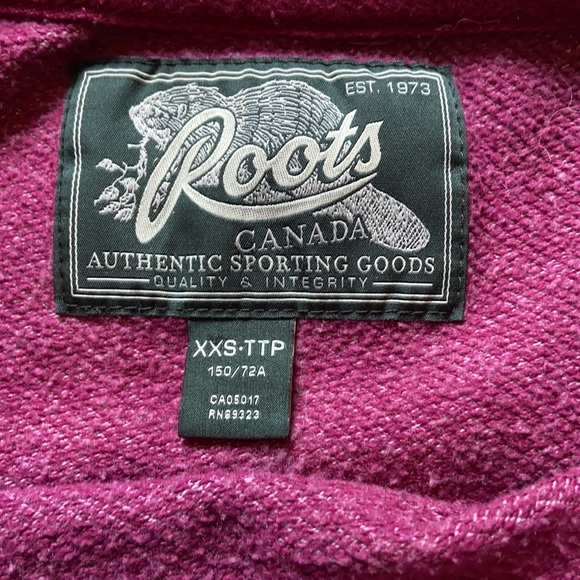 EST. 1973
Roots
CANADA
AUTHENTIC SPORTING GOODS
QUALITY & INTEGRITY
XXS·TTP
150/72A
CA05017
RN89323